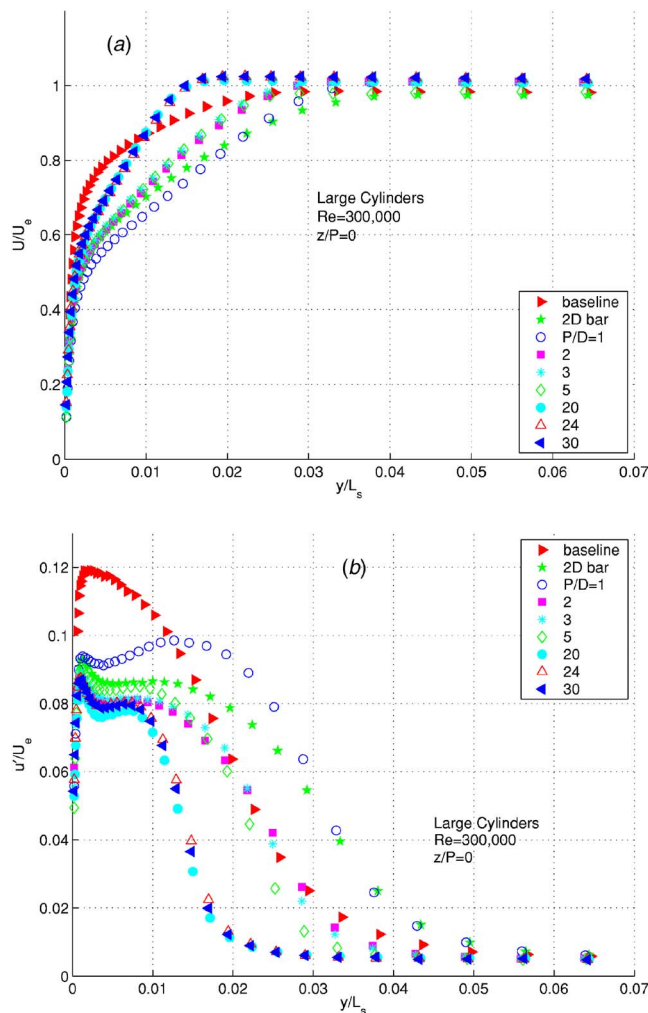 (a)
1
0.8
0.6
0.4
0.2
0
U/Uₑ
Large Cylinders
Re=300,000
z/P=0
baseline
2D bar
P/D=1
2
3
5
20
24
30
0 0.01 0.02 0.03 0.04 0.05 0.06 0.07
y/Lₛ
(b)
0.12
0.1
0.08
0.06
0.04
0.02
0
u'/Uₑ
baseline
2D bar
P/D=1
2
3
5
20
24
30
Large Cylinders
Re=300,000
z/P=0
0 0.01 0.02 0.03 0.04 0.05 0.06 0.07
y/Lₛ